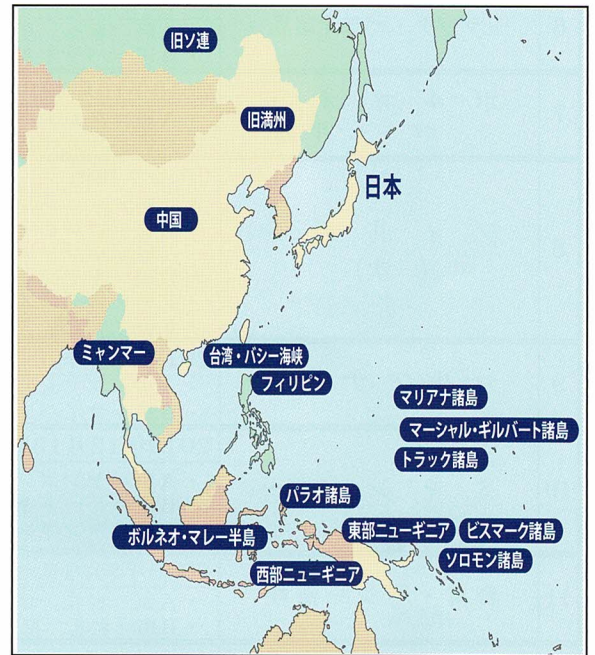 旧ソ連
旧満州
日本
中国
ミャンマー
台湾・バシー海峡
フィリピン
マリアナ諸島
マーシャル・ギルバート諸島
トラック諸島
パラオ諸島
ボルネオ・マレー半島
東部ニューギニア
ビスマーク諸島
ソロモン諸島
西部ニューギニア